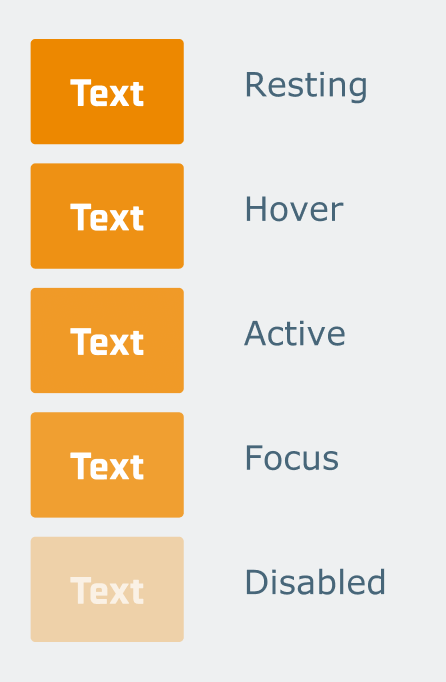 Text Resting
Text Hover
Text Active
Text Focus
Text Disabled